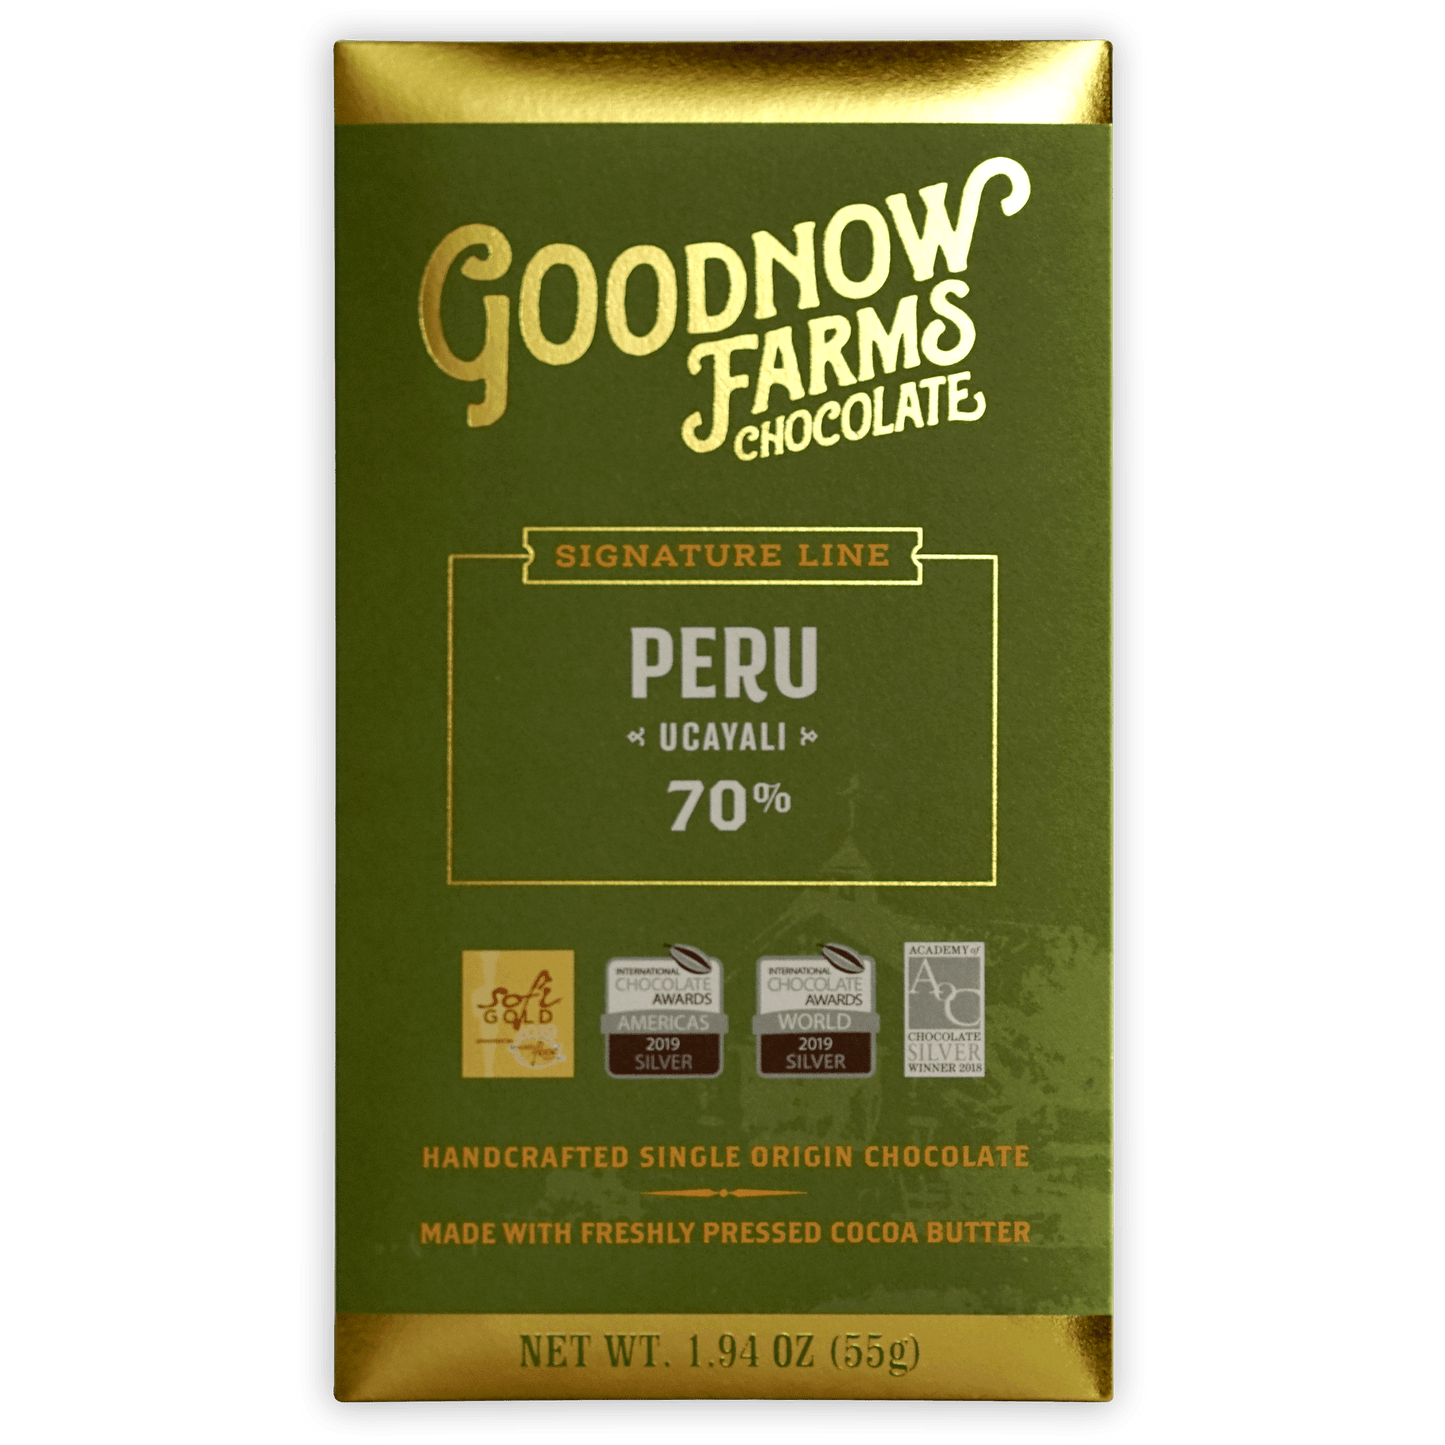 GOODNOW
FARMS
CHOCOLATE
SIGNATURE LINE
PERU
UCAYALI
70%
sofi
GOLD
INTERNATIONAL
CHOCOLATE
AWARDS
AMERICAS
2019
SILVER
INTERNATIONAL
CHOCOLATE
AWARDS
WORLD
2019
SILVER
ACADEMY of
AoC
CHOCOLATE
SILVER
WINNER 2018
HANDCRAFTED SINGLE ORIGIN CHOCOLATE
MADE WITH FRESHLY PRESSED COCOA BUTTER
NET WT. 1.94 OZ (55g)